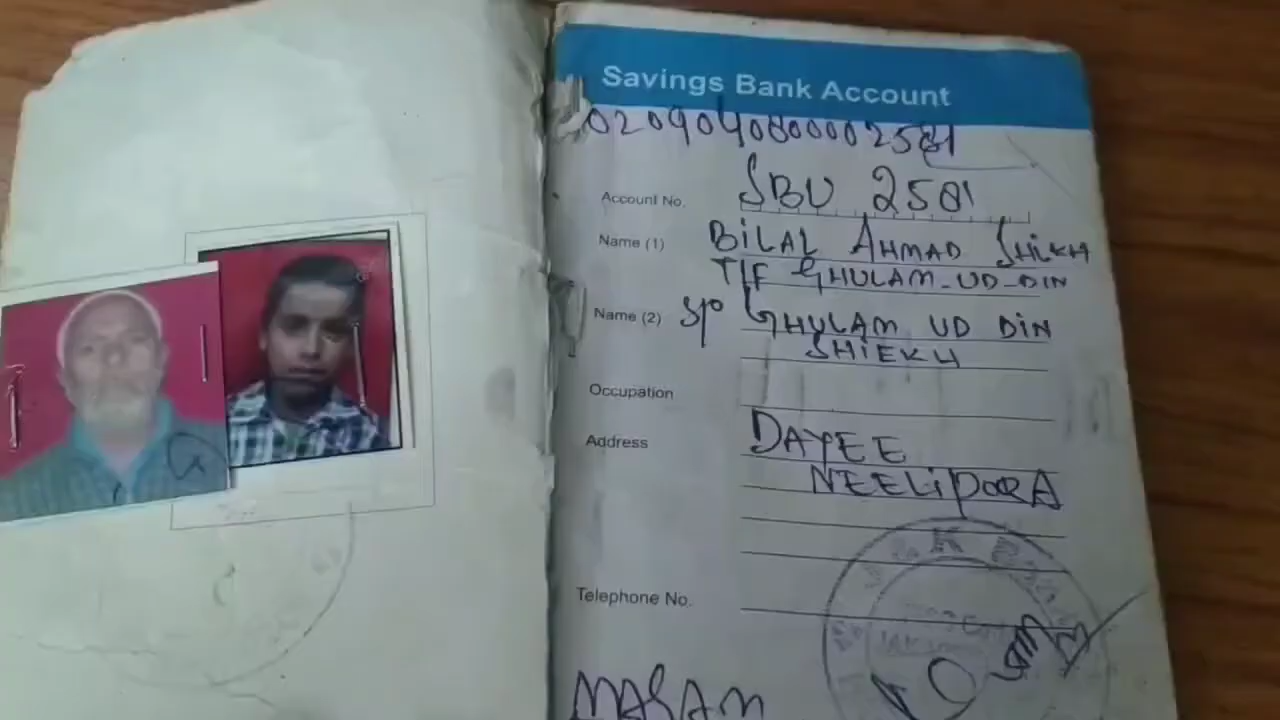 Savings Bank Account
0209040800002581
Account No. SBU 2581
Name (1) BILAL AHMAD SHIKH
T/F GHULAM-UD-DIN
Name (2) S/o GHULAM UD DIN
SHIEKH
Occupation
Address DAYEE
NEELIPORA
Telephone No.